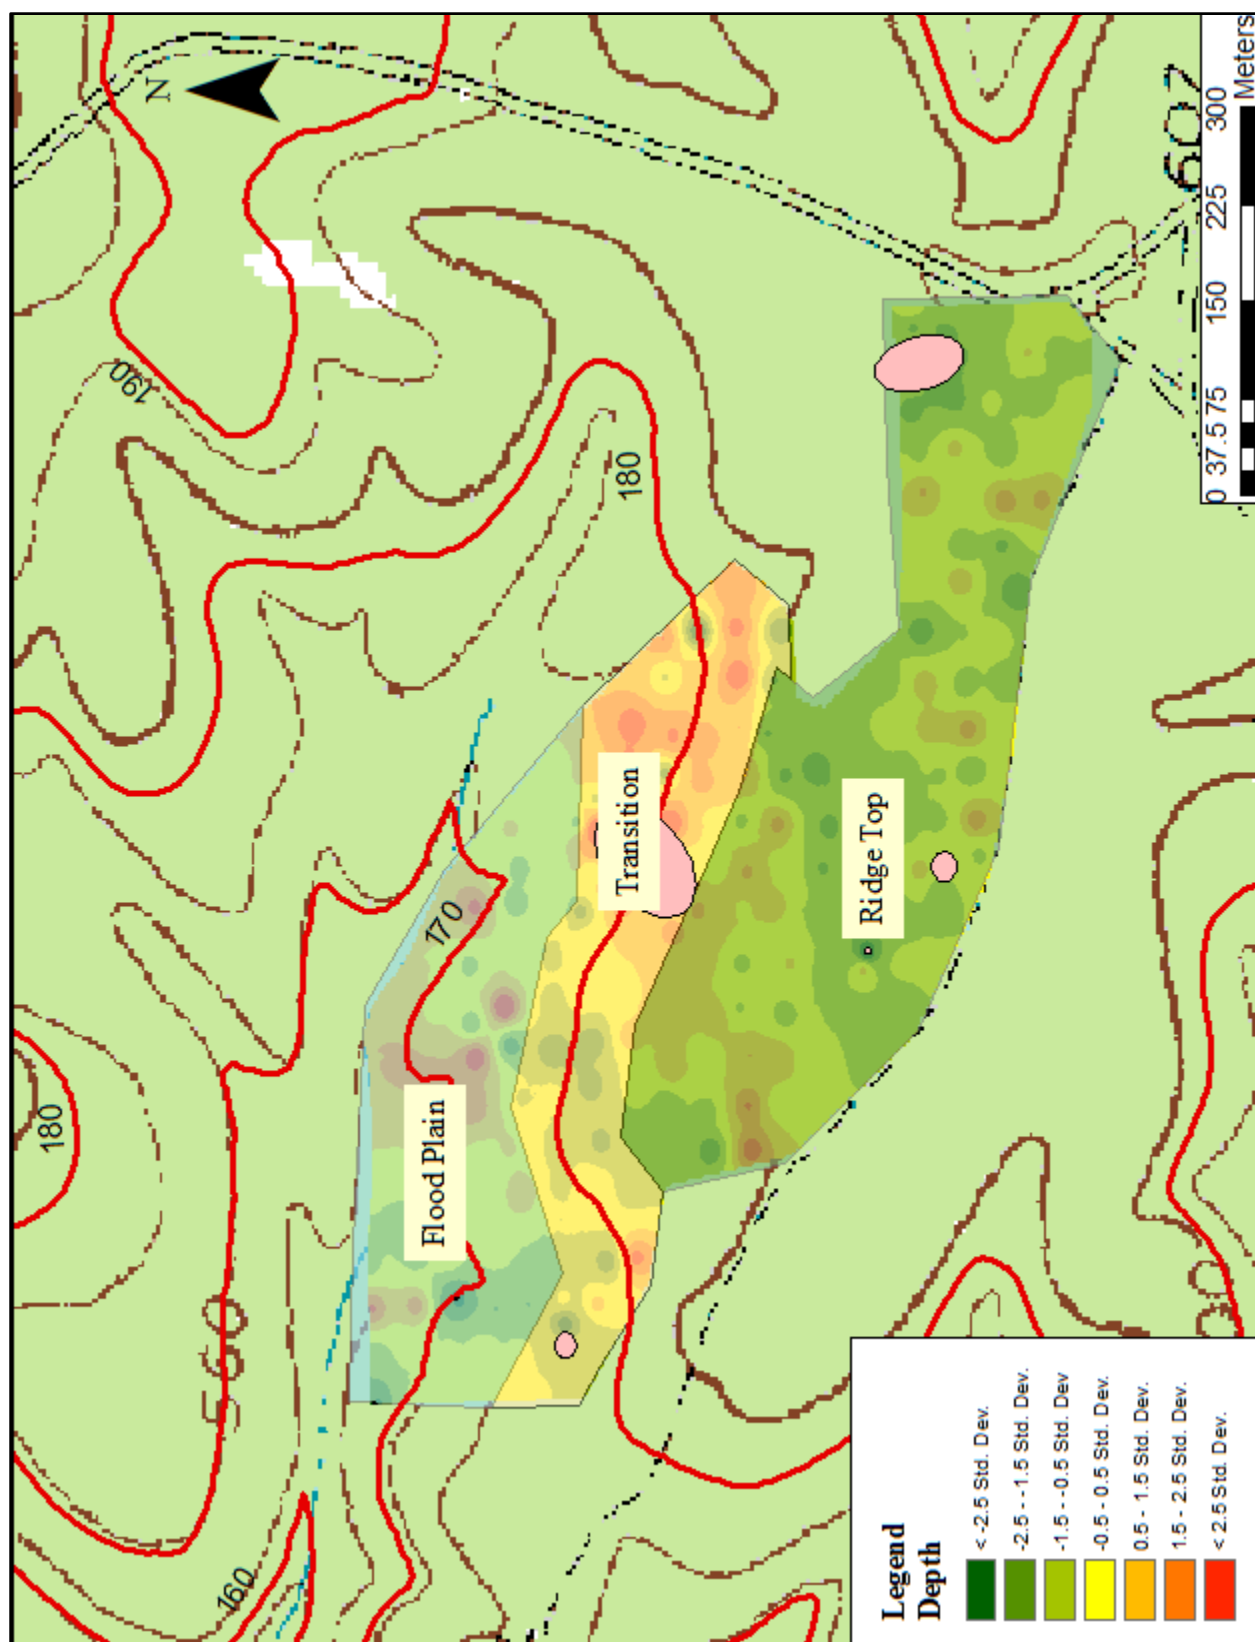 N
190
180
180
170
560
160
Flood Plain
Transition
Ridge Top
0 37.5 75 150 225 300
Meters
Legend
Depth
< -2.5 Std. Dev.
-2.5 - -1.5 Std. Dev.
-1.5 - -0.5 Std. Dev
-0.5 - 0.5 Std. Dev.
0.5 - 1.5 Std. Dev.
1.5 - 2.5 Std. Dev.
< 2.5 Std. Dev.